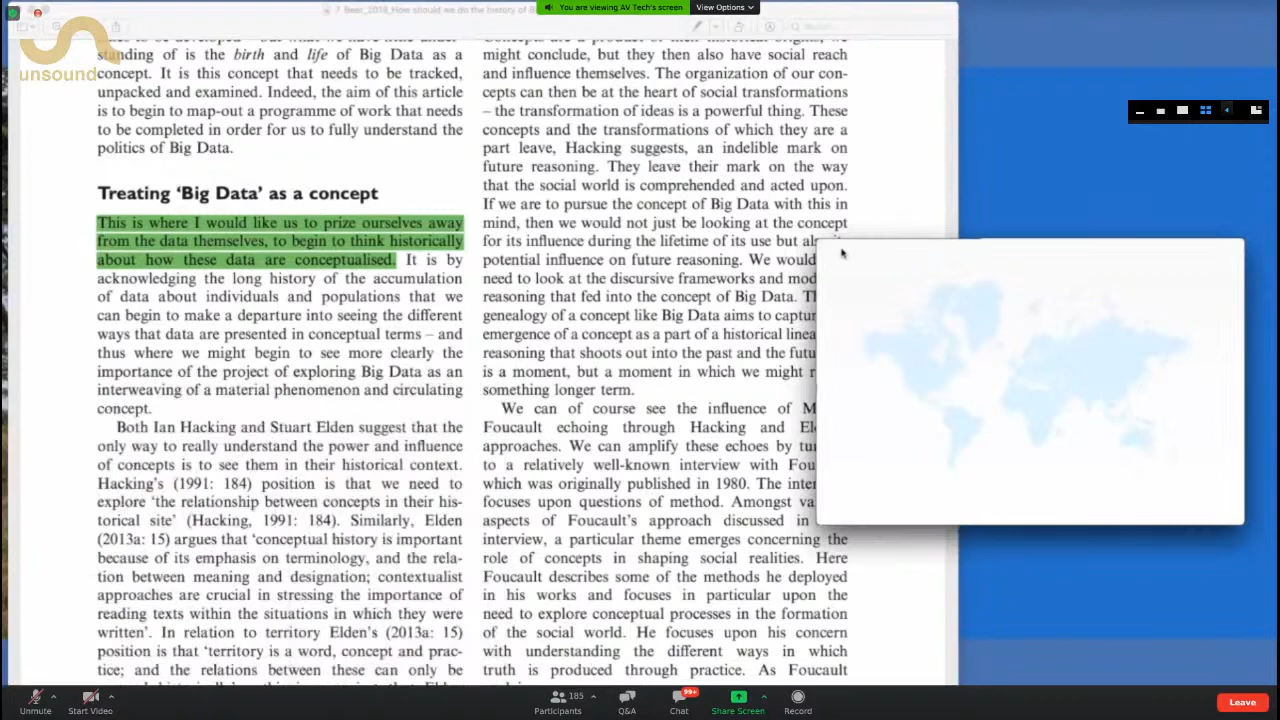 7 Beer_2016_How should we do the history of Bi
You are viewing AV Tech's screen
View Options
Search
unsound
standing of is the birth and life of Big Data as a
concept. It is this concept that needs to be tracked,
unpacked and examined. Indeed, the aim of this article
is to begin to map-out a programme of work that needs
to be completed in order for us to fully understand the
politics of Big Data.
Treating ‘Big Data’ as a concept
This is where I would like us to prize ourselves away
from the data themselves, to begin to think historically
about how these data are conceptualised. It is by
acknowledging the long history of the accumulation
of data about individuals and populations that we
can begin to make a departure into seeing the different
ways that data are presented in conceptual terms – and
thus where we might begin to see more clearly the
importance of the project of exploring Big Data as an
interweaving of a material phenomenon and circulating
concept.
Both Ian Hacking and Stuart Elden suggest that the
only way to really understand the power and influence
of concepts is to see them in their historical context.
Hacking’s (1991: 184) position is that we need to
explore ‘the relationship between concepts in their his-
torical site’ (Hacking, 1991: 184). Similarly, Elden
(2013a: 15) argues that ‘conceptual history is important
because of its emphasis on terminology, and the rela-
tion between meaning and designation; contextualist
approaches are crucial in stressing the importance of
reading texts within the situations in which they were
written’. In relation to territory Elden’s (2013a: 15)
position is that ‘territory is a word, concept and prac-
tice; and the relations between these can only be
might conclude, but they then also have social reach
and influence themselves. The organization of our con-
cepts can then be at the heart of social transformations
– the transformation of ideas is a powerful thing. These
concepts and the transformations of which they are a
part leave, Hacking suggests, an indelible mark on
future reasoning. They leave their mark on the way
that the social world is comprehended and acted upon.
If we are to pursue the concept of Big Data with this in
mind, then we would not just be looking at the concept
for its influence during the lifetime of its use but
potential influence on future reasoning. We would
need to look at the discursive frameworks and mod
reasoning that fed into the concept of Big Data. T
genealogy of a concept like Big Data aims to captur
emergence of a concept as a part of a historical linea
reasoning that shoots out into the past and the futu
is a moment, but a moment in which we might r
something longer term.
We can of course see the influence of M
Foucault echoing through Hacking and El
approaches. We can amplify these echoes by tu
to a relatively well-known interview with Fou
which was originally published in 1980. The inte
focuses upon questions of method. Amongst va
aspects of Foucault’s approach discussed in
interview, a particular theme emerges concerning the
role of concepts in shaping social realities. Here
Foucault describes some of the methods he deployed
in his works and focuses in particular upon the
need to explore conceptual processes in the formation
of the social world. He focuses upon his concern
with understanding the different ways in which
truth is produced through practice. As Foucault
Unmute
Start Video
185
Participants
Q&A
99+
Chat
Share Screen
Record
Leave